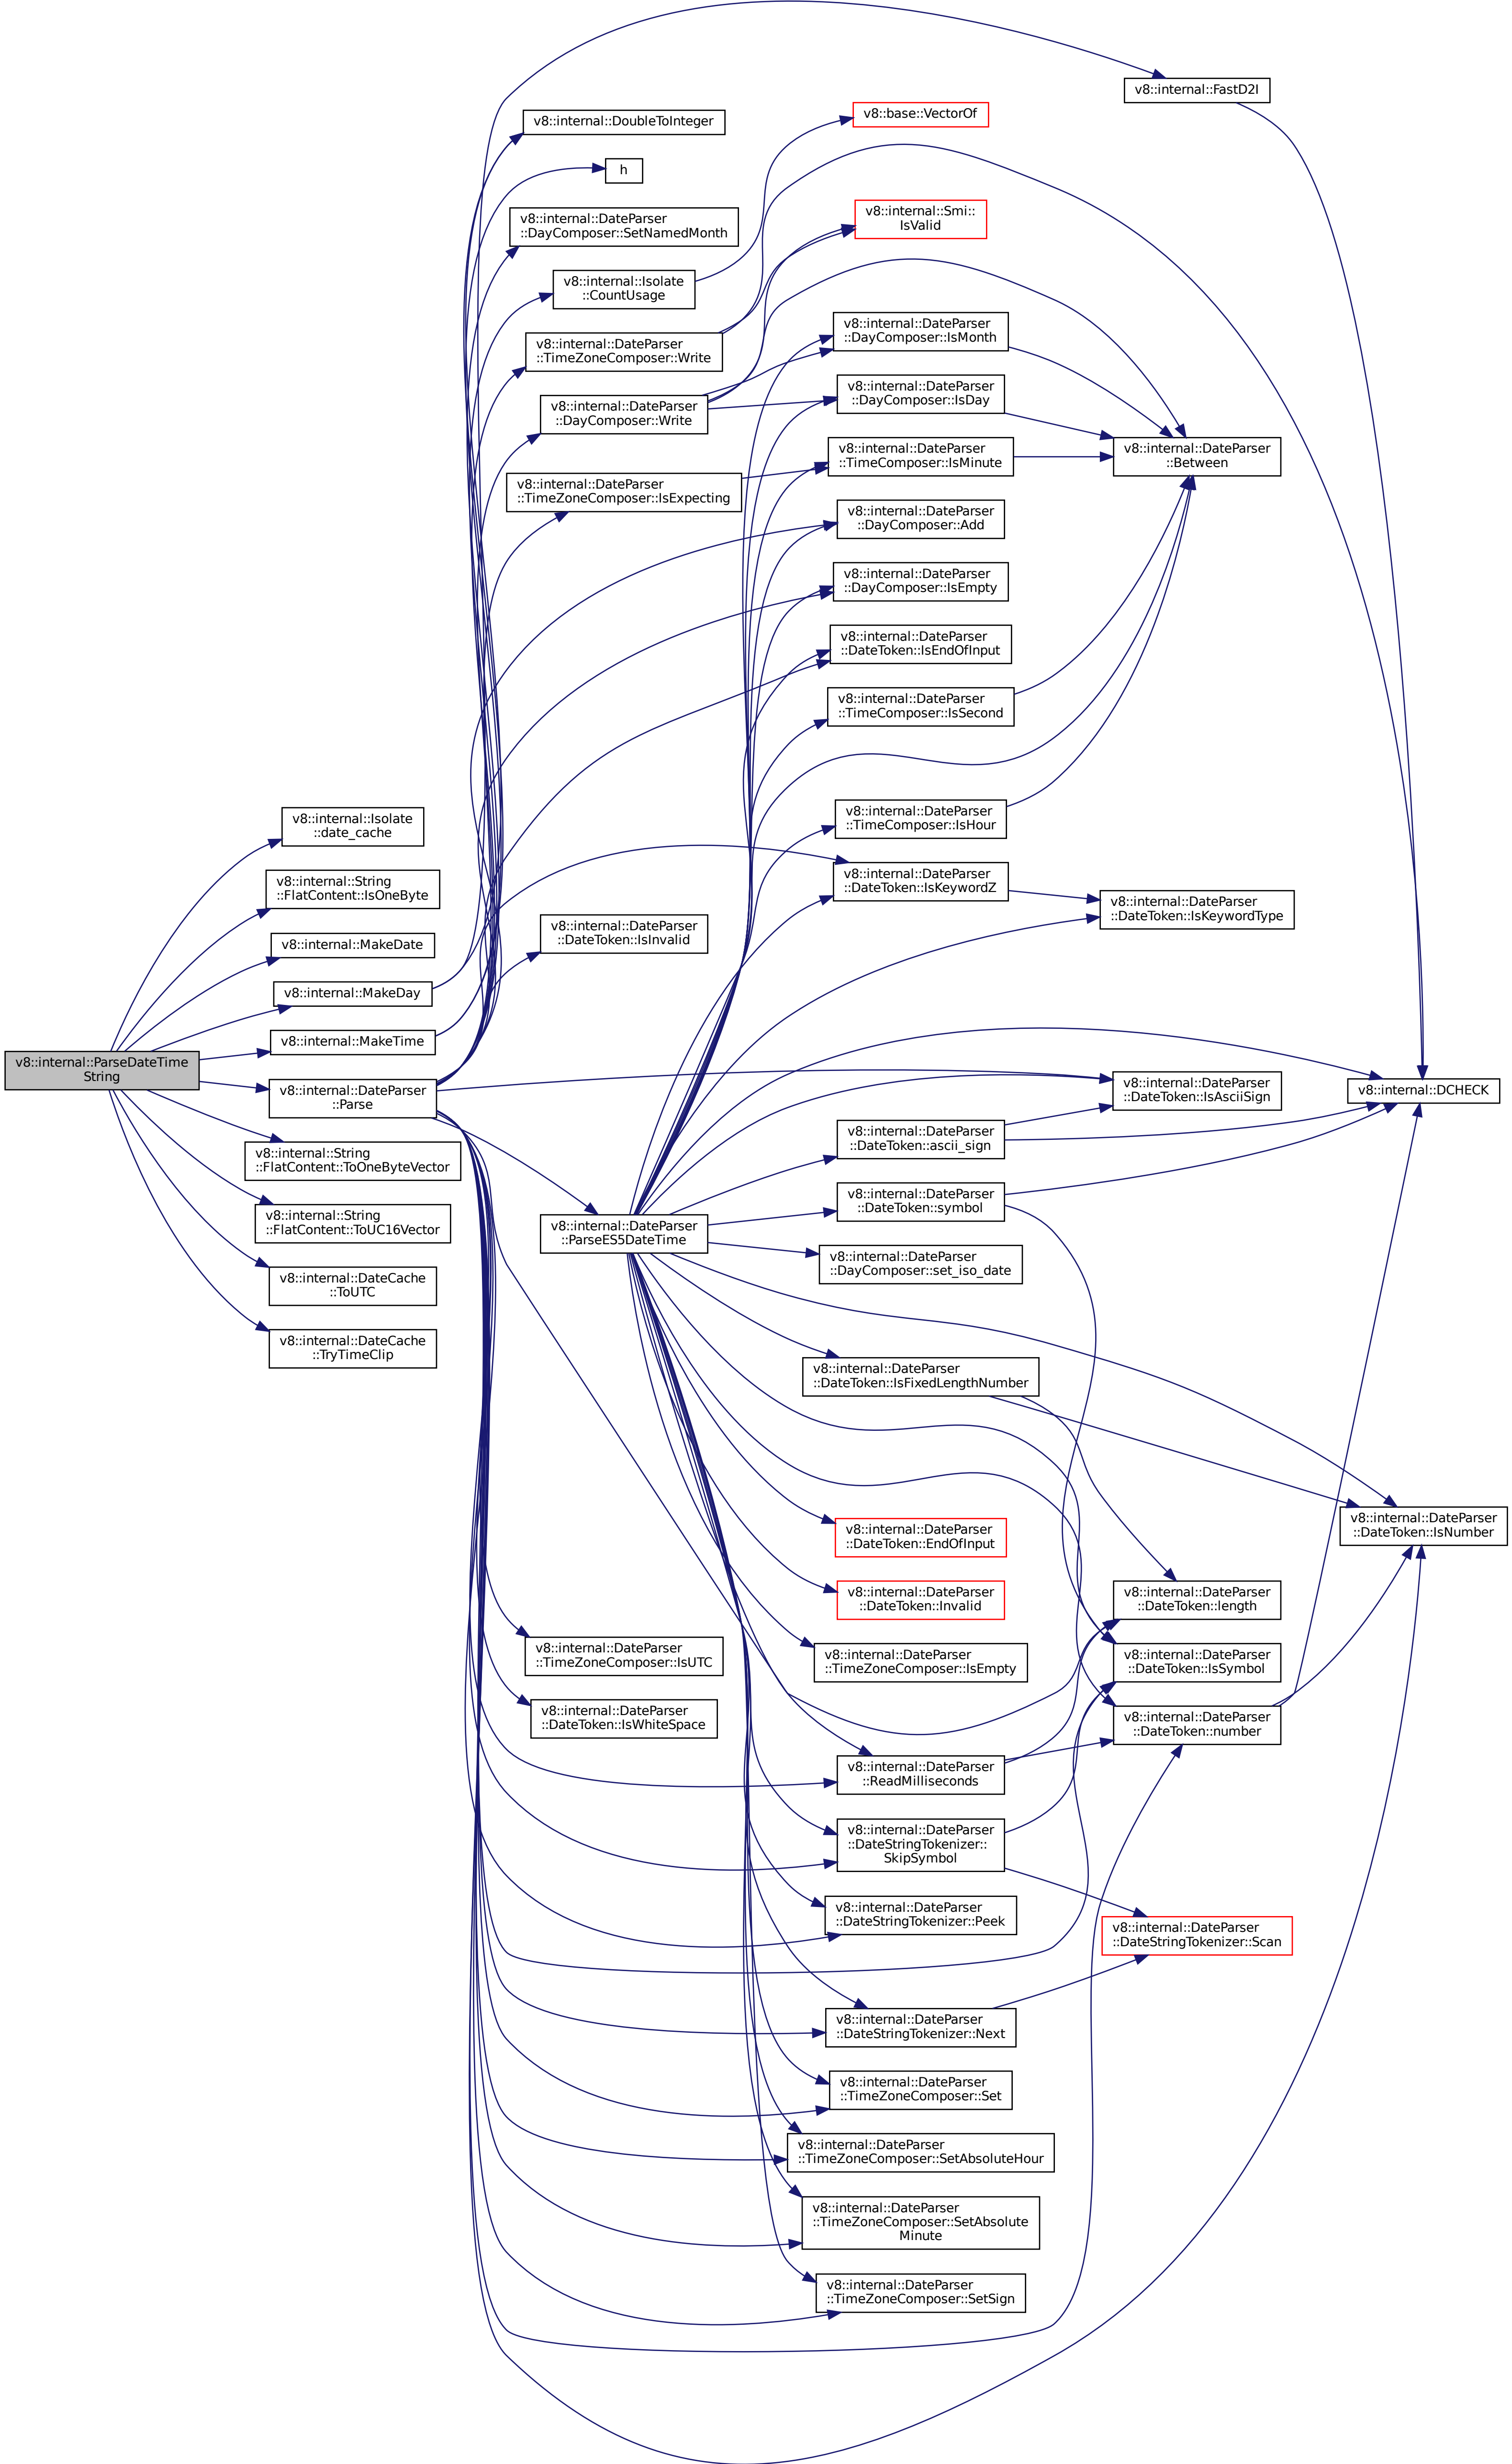 v8::internal::ParseDateTime
String
v8::internal::Isolate
::date_cache
v8::internal::String
::FlatContent::IsOneByte
v8::internal::MakeDate
v8::internal::MakeDay
v8::internal::MakeTime
v8::internal::DateParser
::Parse
v8::internal::String
::FlatContent::ToOneByteVector
v8::internal::String
::FlatContent::ToUC16Vector
v8::internal::DateCache
::ToUTC
v8::internal::DateCache
::TryTimeClip
v8::internal::DoubleToInteger
h
v8::internal::DateParser
::DayComposer::SetNamedMonth
v8::internal::Isolate
::CountUsage
v8::internal::DateParser
::TimeZoneComposer::Write
v8::internal::DateParser
::DayComposer::Write
v8::internal::DateParser
::TimeZoneComposer::IsExpecting
v8::internal::DateParser
::DateToken::IsInvalid
v8::internal::DateParser
::ParseES5DateTime
v8::internal::DateParser
::TimeZoneComposer::IsUTC
v8::internal::DateParser
::DateToken::IsWhiteSpace
v8::base::VectorOf
v8::internal::Smi::
IsValid
v8::internal::DateParser
::DayComposer::IsMonth
v8::internal::DateParser
::DayComposer::IsDay
v8::internal::DateParser
::TimeComposer::IsMinute
v8::internal::DateParser
::DayComposer::Add
v8::internal::DateParser
::DayComposer::IsEmpty
v8::internal::DateParser
::DateToken::IsEndOfInput
v8::internal::DateParser
::TimeComposer::IsSecond
v8::internal::DateParser
::TimeComposer::IsHour
v8::internal::DateParser
::DateToken::IsKeywordZ
v8::internal::DateParser
::DateToken::ascii_sign
v8::internal::DateParser
::DateToken::symbol
v8::internal::DateParser
::DayComposer::set_iso_date
v8::internal::DateParser
::DateToken::IsFixedLengthNumber
v8::internal::DateParser
::DateToken::EndOfInput
v8::internal::DateParser
::DateToken::Invalid
v8::internal::DateParser
::TimeZoneComposer::IsEmpty
v8::internal::DateParser
::ReadMilliseconds
v8::internal::DateParser
::DateStringTokenizer::
SkipSymbol
v8::internal::DateParser
::DateStringTokenizer::Peek
v8::internal::DateParser
::DateStringTokenizer::Next
v8::internal::DateParser
::TimeZoneComposer::Set
v8::internal::DateParser
::TimeZoneComposer::SetAbsoluteHour
v8::internal::DateParser
::TimeZoneComposer::SetAbsolute
Minute
v8::internal::DateParser
::TimeZoneComposer::SetSign
v8::internal::FastD2I
v8::internal::DateParser
::Between
v8::internal::DateParser
::DateToken::IsKeywordType
v8::internal::DateParser
::DateToken::IsAsciiSign
v8::internal::DateParser
::DateToken::length
v8::internal::DateParser
::DateToken::IsSymbol
v8::internal::DateParser
::DateToken::number
v8::internal::DateParser
::DateStringTokenizer::Scan
v8::internal::DCHECK
v8::internal::DateParser
::DateToken::IsNumber